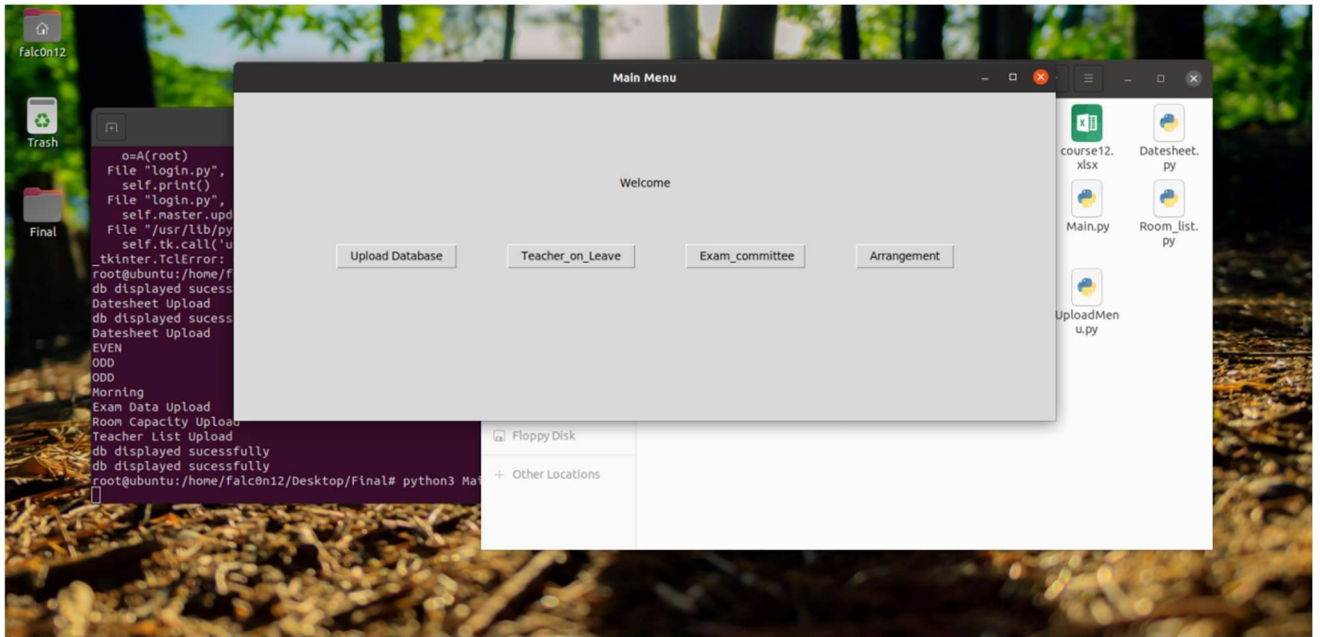 falc0n12
Trash
Final
Main Menu
Welcome
Upload Database
Teacher_on_Leave
Exam_committee
Arrangement
o=A(root)
File "login.py",
self.print()
File "login.py",
self.master.upd
File "/usr/lib/py
self.tk.call('u
_tkinter.TclError:
root@ubuntu:/home/f
db displayed sucess
Datesheet Upload
db displayed sucess
Datesheet Upload
EVEN
ODD
ODD
Morning
Exam Data Upload
Room Capacity Upload
Teacher List Upload
db displayed sucessfully
db displayed sucessfully
root@ubuntu:/home/falc0n12/Desktop/Final# python3 Mai
Floppy Disk
Other Locations
course12.
xlsx
Datesheet.
py
Main.py
Room_list.
py
UploadMen
u.py